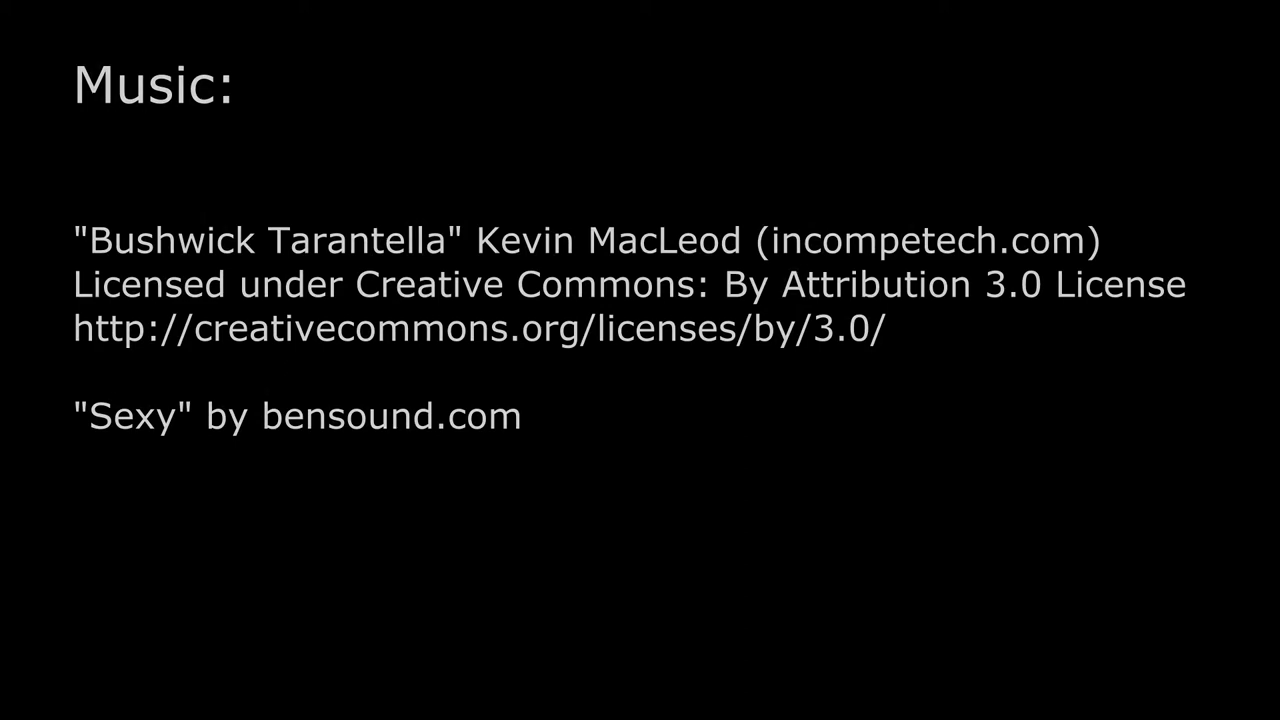 Music:
"Bushwick Tarantella" Kevin MacLeod (incompetech.com)
Licensed under Creative Commons: By Attribution 3.0 License
http://creativecommons.org/licenses/by/3.0/
"Sexy" by bensound.com